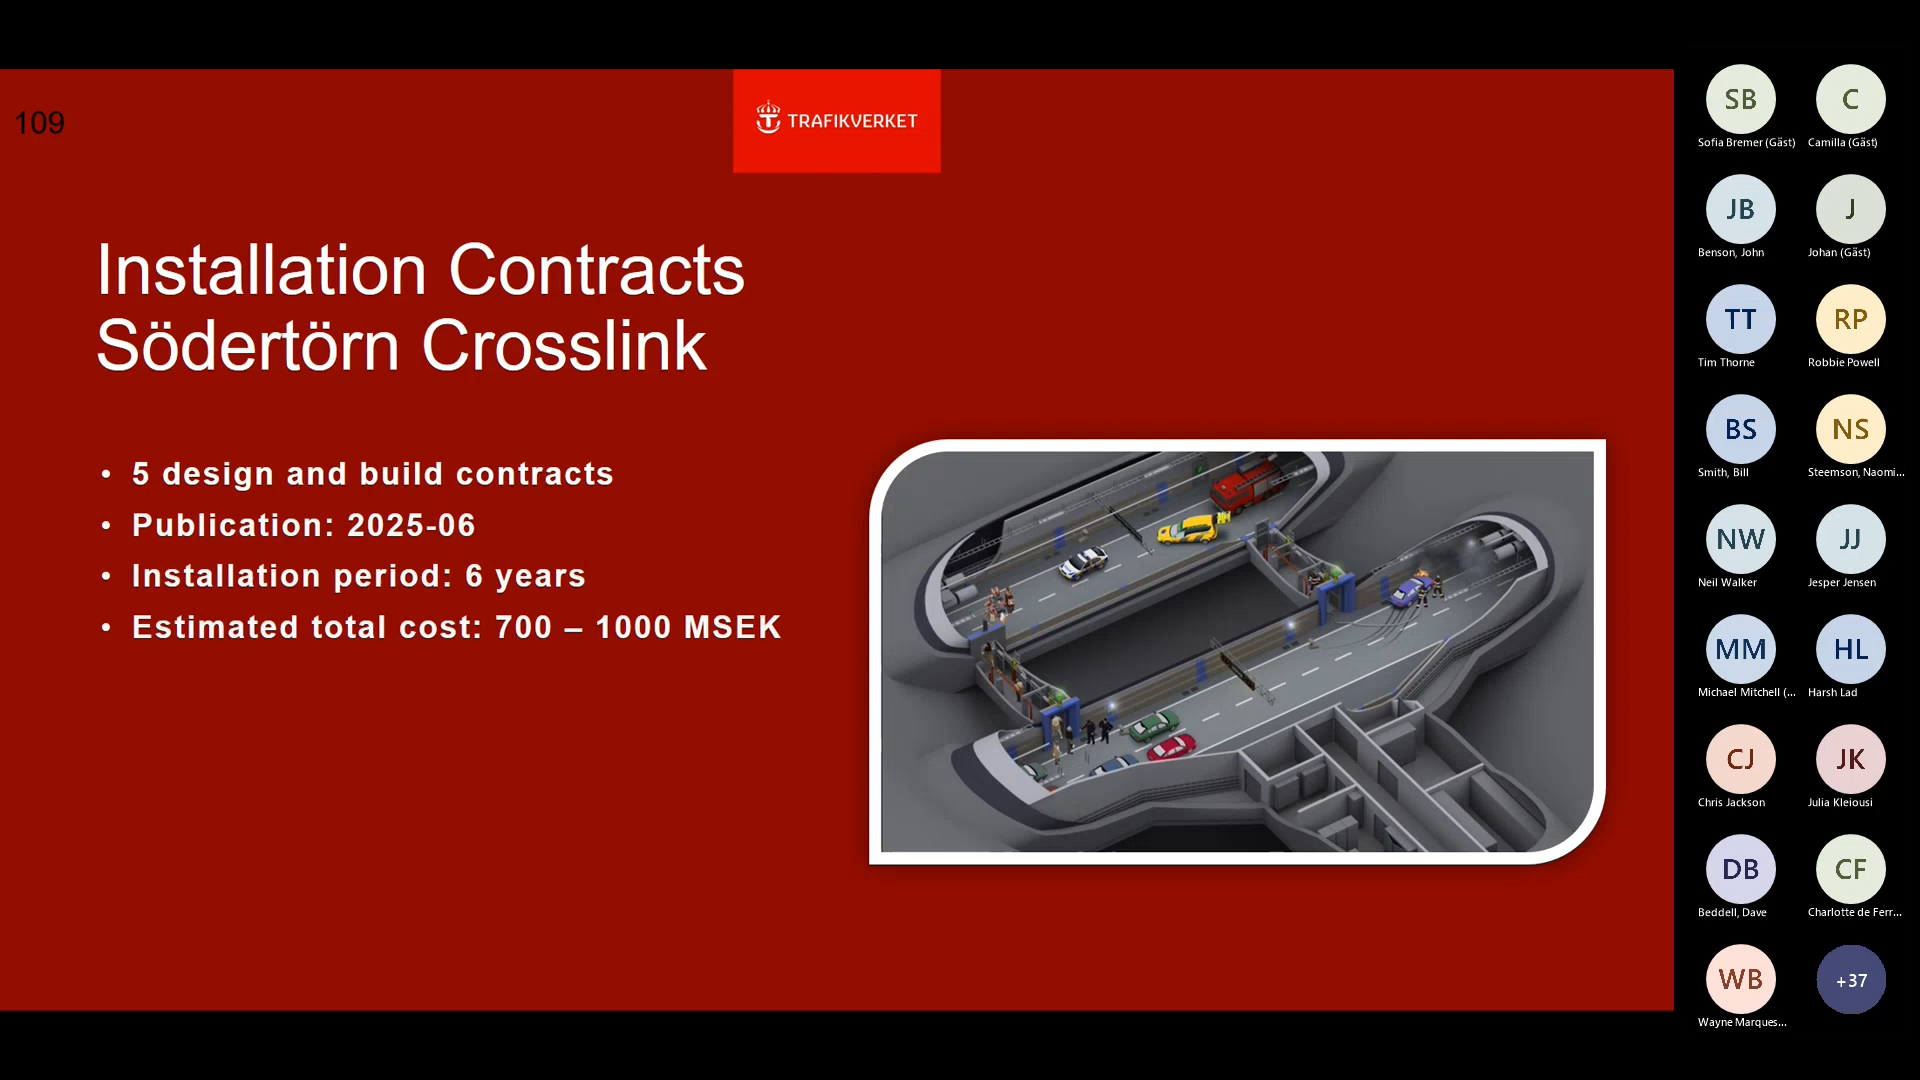 109
TRAFIKVERKET
Installation Contracts
Södertörn Crosslink
• 5 design and build contracts
• Publication: 2025-06
• Installation period: 6 years
• Estimated total cost: 700 – 1000 MSEK
SB
C
Sofia Bremer (Gäst)
Camilla (Gäst)
JB
J
Benson, John
Johan (Gäst)
TT
RP
Tim Thorne
Robbie Powell
BS
NS
Smith, Bill
Steemson, Naomi...
NW
JJ
Neil Walker
Jesper Jensen
MM
HL
Michael Mitchell (...
Harsh Lad
CJ
JK
Chris Jackson
Julia Kleiousi
DB
CF
Beddell, Dave
Charlotte de Ferr...
WB
+37
Wayne Marques...